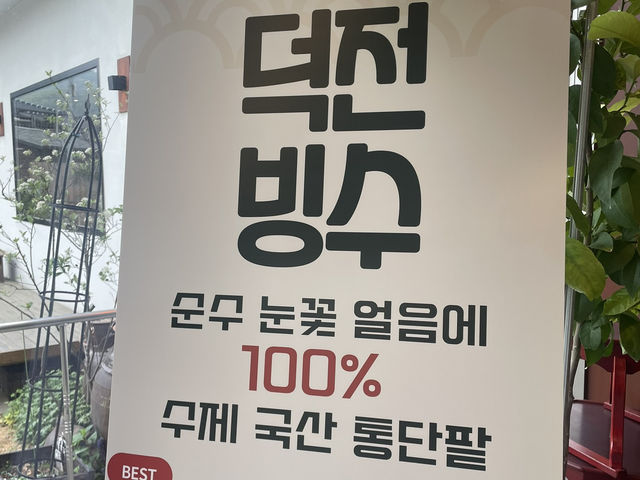 덕전
빙수
순수 눈꽃 얼음에
100%
수제 국산 통단팥
BEST